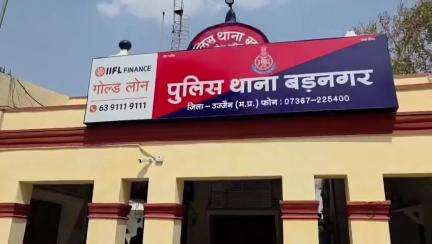 पुलिस थाना
IIFL FINANCE
गोल्ड लोन
63 9111 9111
पुलिस थाना बड़नगर
जिला - उज्जैन (म.प्र.) फोन : 07367-225400